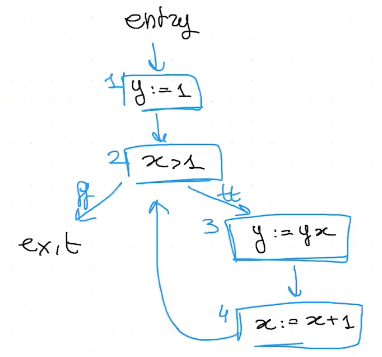 entry
1 y := 1
2 x > 1
ff tt
3 y := yx
exit
4 x := x + 1